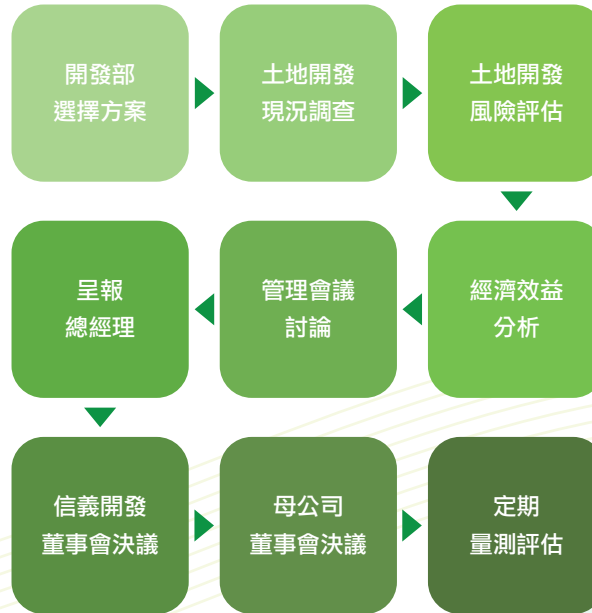 開發部
選擇方案
土地開發
現況調查
土地開發
風險評估
經濟效益
分析
管理會議
討論
呈報
總經理
信義開發
董事會決議
母公司
董事會決議
定期
量測評估